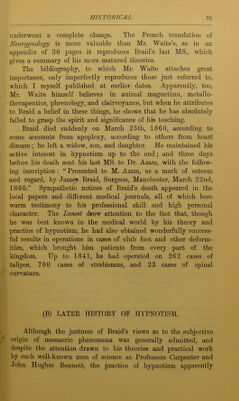 HISTORICAL 29
underwent a complete change. The French translation of
Neurypnology is more valuable than Mr. Waite's, as in an
appendix of 36 pages it reproduces Braid's last MS., which
given a summary of his more matured theories.
The bibliography, to which Mr. Waite attaches great
importance, only imperfectly reproduces those just referred to,
which I myself published at earlier dates. Apparently, too,
Mr. Waite himself believes in animal magnetism, metallo-
therapeutics, phrenology, and clairvoyance, but when he attributes
to Braid a belief in these things, he shows that he has absolutely
failed to grasp the spirit and significance of his teaching.
Braid died suddenly on March 25th, 1860, according to
some accounts from apoplexy, according to others from heart
disease; he left a widow, son, and daughter. He maintained his
active interest in hypnotism up to the end; and three days
before his death sent his last MS. to Dr. Azam, with the follow-
ing inscription: "Presented to M. Azam, as a mark of esteem
and regard, by James Braid, Surgeon, Manchester, March 22nd,
1860." Sympathetic notices of Braid's death appeared in the
local papers and different medical journals, all of which bore
warm testimony to his professional skill and high personal
character. The Lancet drew attention to the fact that, though
he was best known in the medical world by his theory and
practice of hypnotism, he had also obtained wonderfully success-
ful results in operations in cases of club foot and other deform-
ities, which brought him patients from every part of the
kingdom. Up to 1841, he had operated on 262 cases of
talipes, 700 cases of strabismus, and 23 cases of spinal
curvature.
(B) LATER HISTORY OF HYPNOTISM.
Although the justness of Braid's views as to the subjective
origin of mesmeric phenomena was generally admitted, and
despite the attention drawn to his theories and practical work
by such well-known men of science as Professors Carpenter and
John Hughes Bennett, the practice of hypnotism apparently